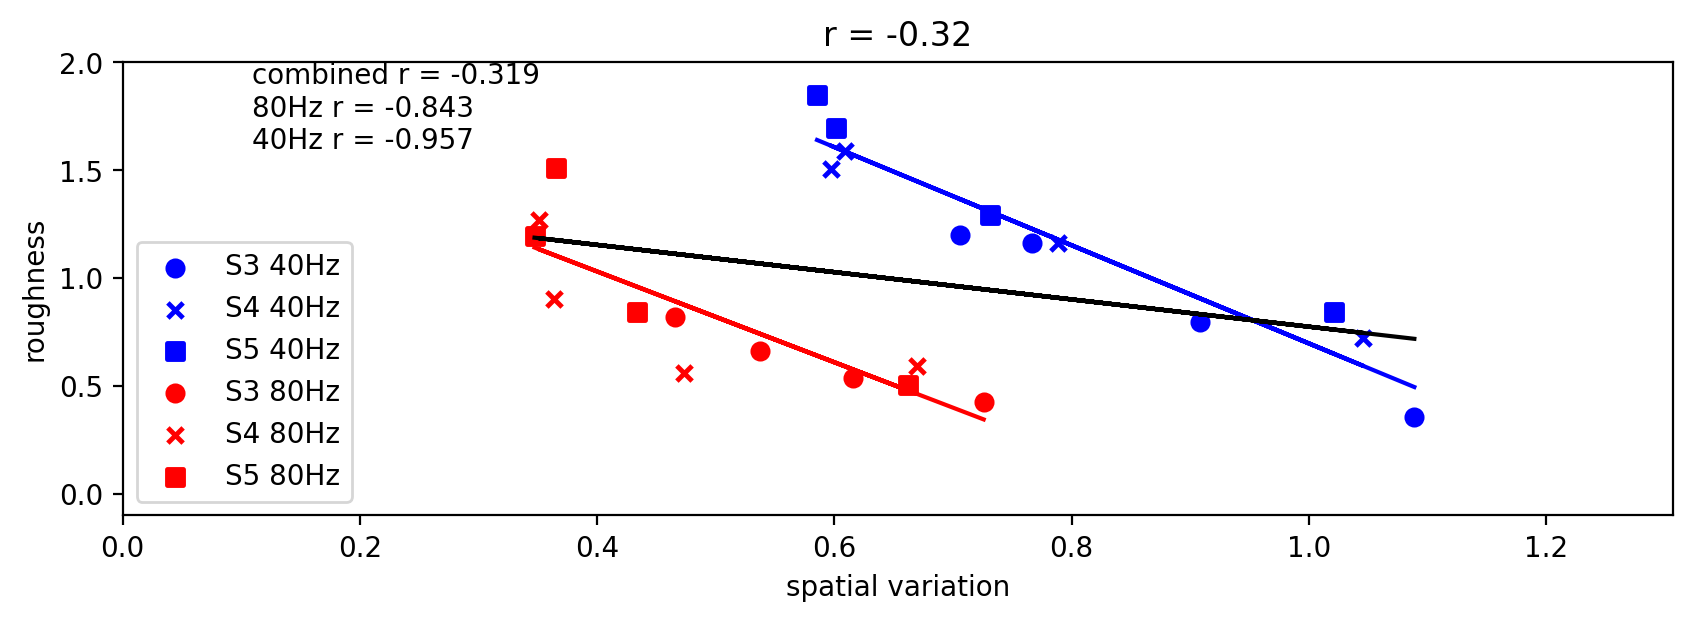 r = -0.32
combined r = -0.319
80Hz r = -0.843
40Hz r = -0.957
2.0
1.5
1.0
0.5
0.0
roughness
S3 40Hz
S4 40Hz
S5 40Hz
S3 80Hz
S4 80Hz
S5 80Hz
0.0 0.2 0.4 0.6 0.8 1.0 1.2
spatial variation